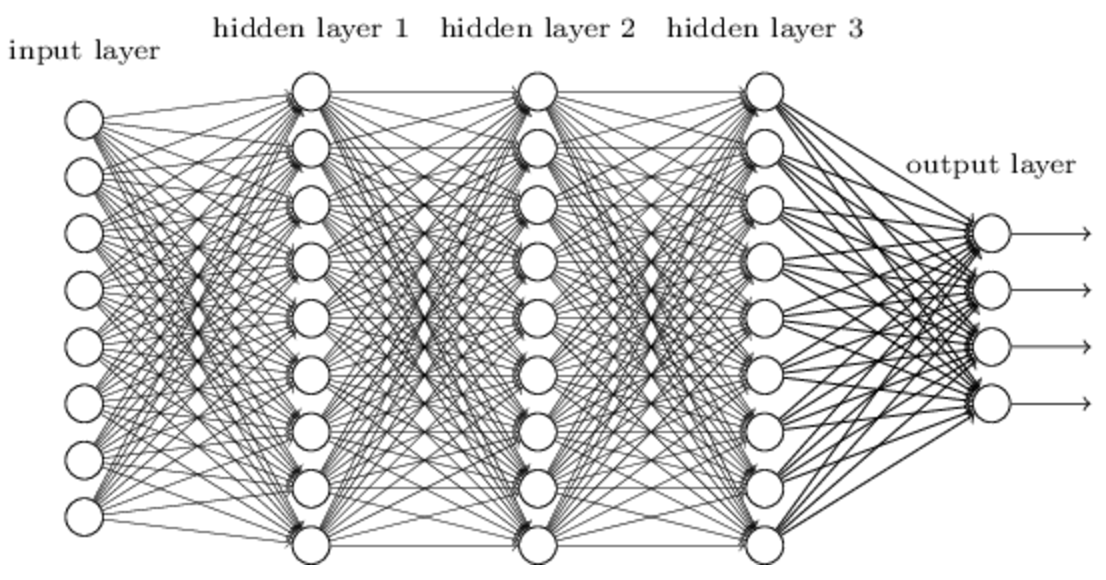 input layer
hidden layer 1
hidden layer 2
hidden layer 3
output layer